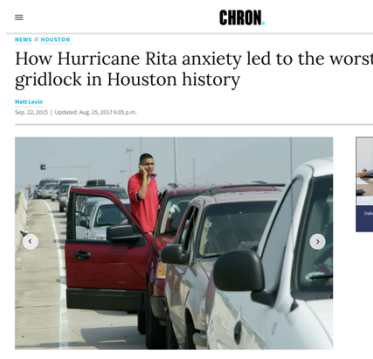 CHRON.
NEWS // HOUSTON
How Hurricane Rita anxiety led to the worst
gridlock in Houston history
Matt Levin
Sep. 22, 2015 | Updated: Aug. 25, 2017 6:05 p.m.